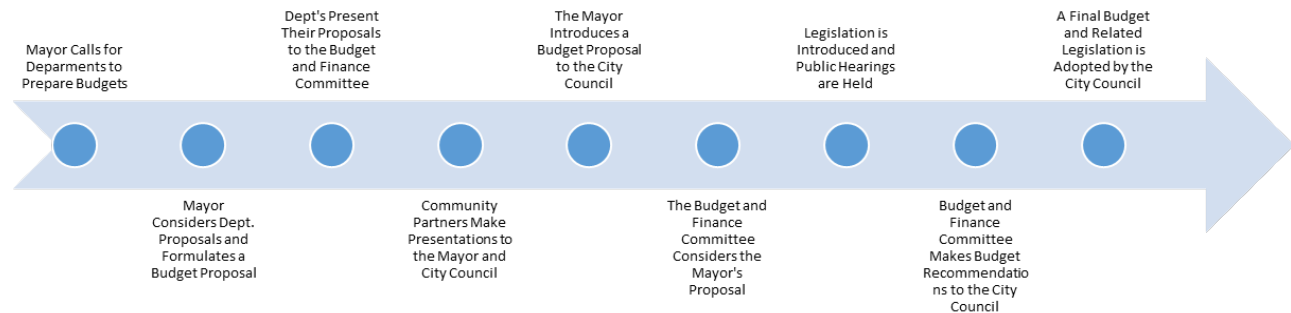 Mayor Calls for
Deparments to
Prepare Budgets
Mayor
Considers Dept.
Proposals and
Formulates a
Budget Proposal
Dept's Present
Their Proposals
to the Budget
and Finance
Committee
Community
Partners Make
Presentations to
the Mayor and
City Council
The Mayor
Introduces a
Budget Proposal
to the City
Council
The Budget and
Finance
Committee
Considers the
Mayor's
Proposal
Legislation is
Introduced and
Public Hearings
are Held
Budget and
Finance
Committee
Makes Budget
Recommendatio
ns to the City
Council
A Final Budget
and Related
Legislation is
Adopted by the
City Council